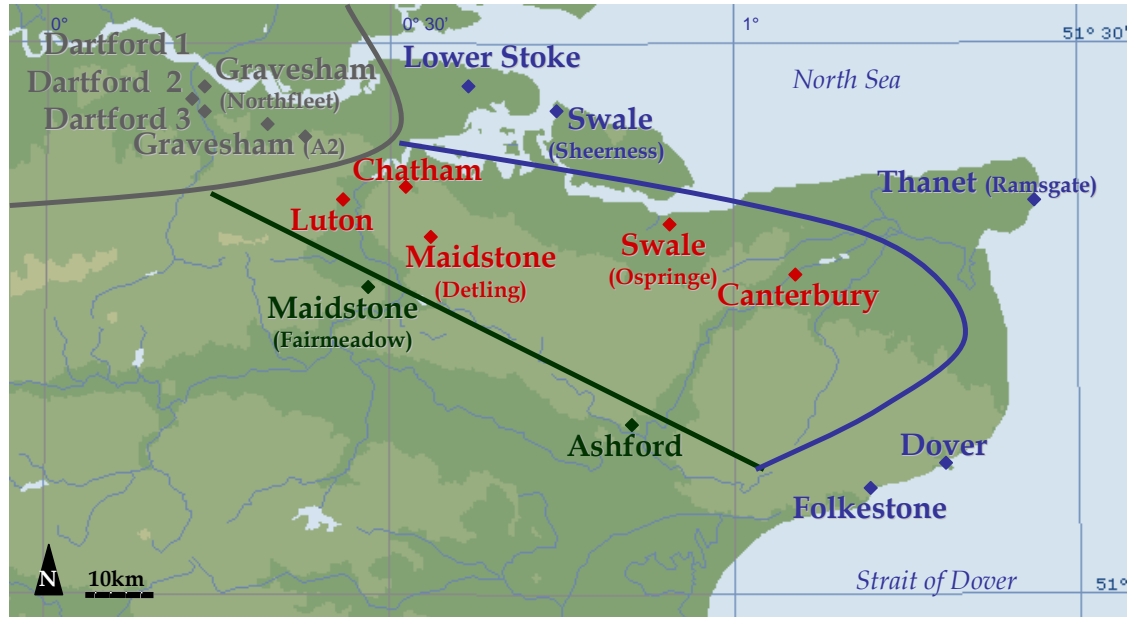 0°
0° 30'
1°
51° 30'
Dartford 1
Dartford 2
Dartford 3
Gravesham
(Northfleet)
Gravesham (A2)
Lower Stoke
North Sea
Swale
(Sheerness)
Chatham
Luton
Thanet (Ramsgate)
Maidstone
(Detling)
Swale
(Ospringe)
Canterbury
Maidstone
(Fairmeadow)
Ashford
Dover
Folkestone
N
10km
Strait of Dover
51°